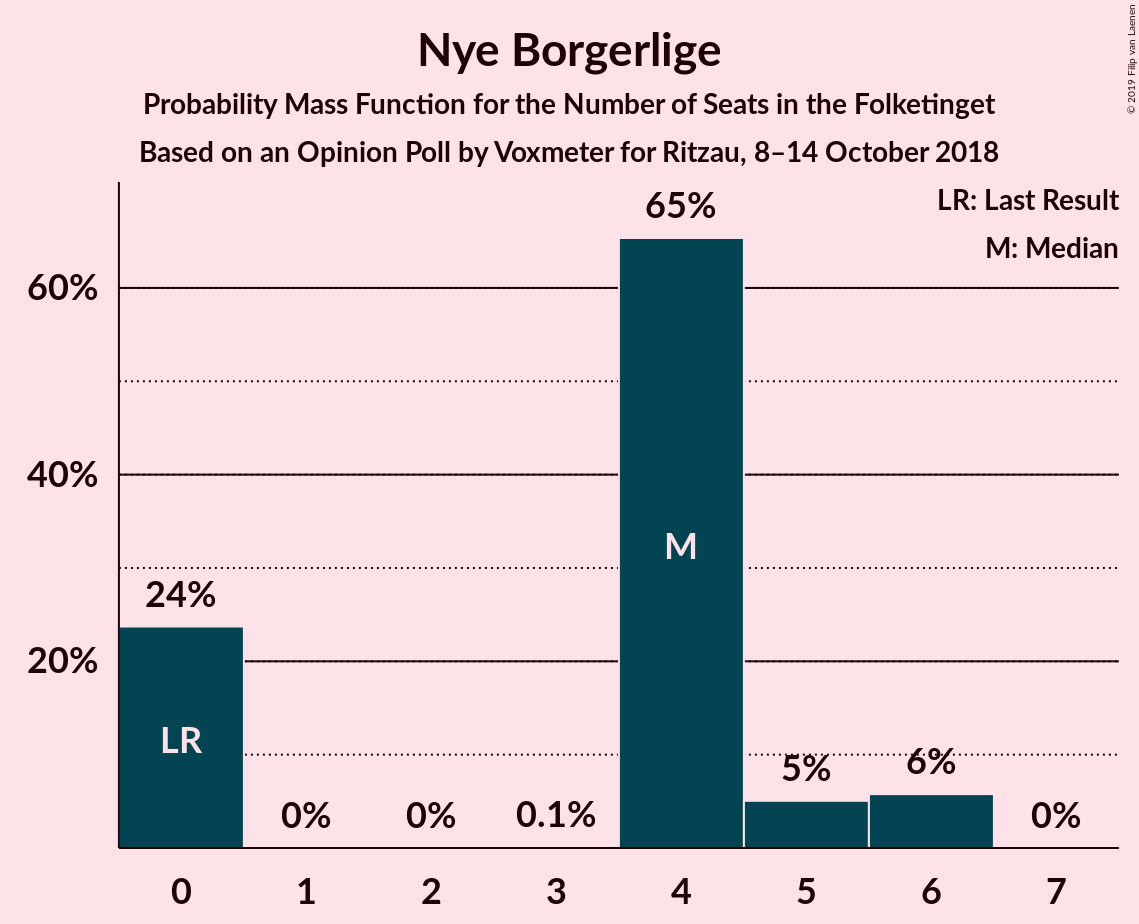 Nye Borgerlige
Probability Mass Function for the Number of Seats in the Folketinget
Based on an Opinion Poll by Voxmeter for Ritzau, 8–14 October 2018
© 2019 Filip van Laenen
LR: Last Result
M: Median
65%
60%
40%
M
24%
20%
LR
5%
6%
0%
0%
0.1%
0%
0
1
2
3
4
5
6
7